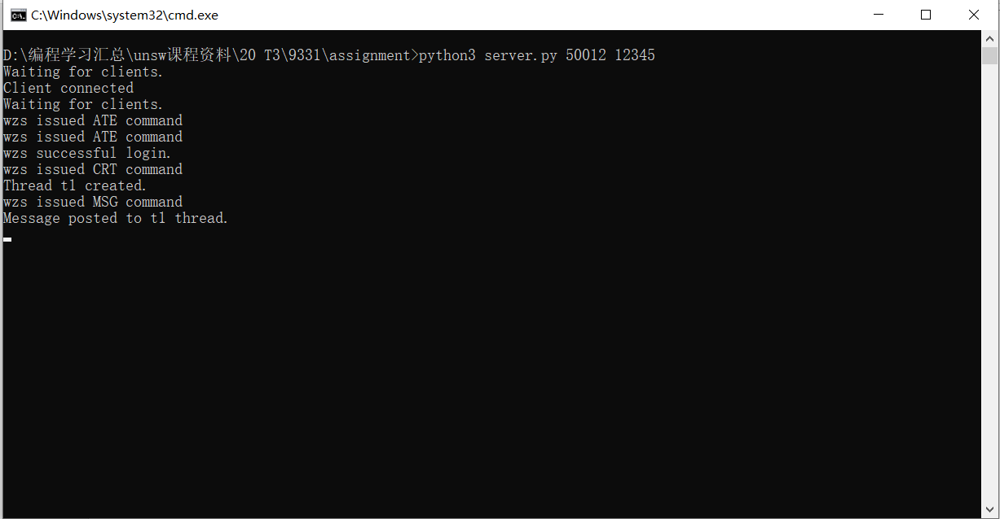 C:\Windows\system32\cmd.exe
D:\编程学习汇总\unsw课程资料\20 T3\9331\assignment>python3 server.py 50012 12345
Waiting for clients.
Client connected
Waiting for clients.
wzs issued ATE command
wzs issued ATE command
wzs successful login.
wzs issued CRT command
Thread t1 created.
wzs issued MSG command
Message posted to t1 thread.